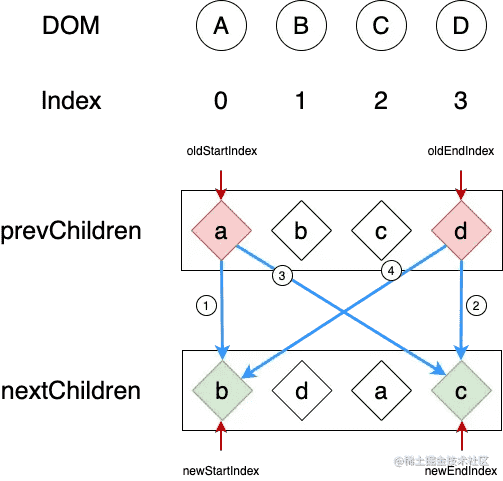 DOM A B C D
Index 0 1 2 3
oldStartIndex oldEndIndex
prevChildren a b c d
③ ④
① ②
nextChildren b d a c
@稀土掘金技术社区
newStartIndex newEndIndex